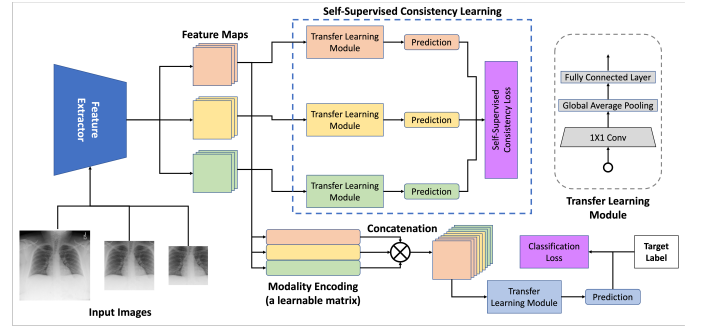 Self-Supervised Consistency Learning
Feature Maps
Transfer Learning
Module
Prediction
Feature
Extractor
Transfer Learning
Module
Prediction
Self-Supervised
Consistency Loss
Transfer Learning
Module
Prediction
Fully Connected Layer
Global Average Pooling
1X1 Conv
Transfer Learning
Module
Concatenation
Modality Encoding
(a learnable matrix)
Input Images
Classification
Loss
Target
Label
Transfer
Learning Module
Prediction